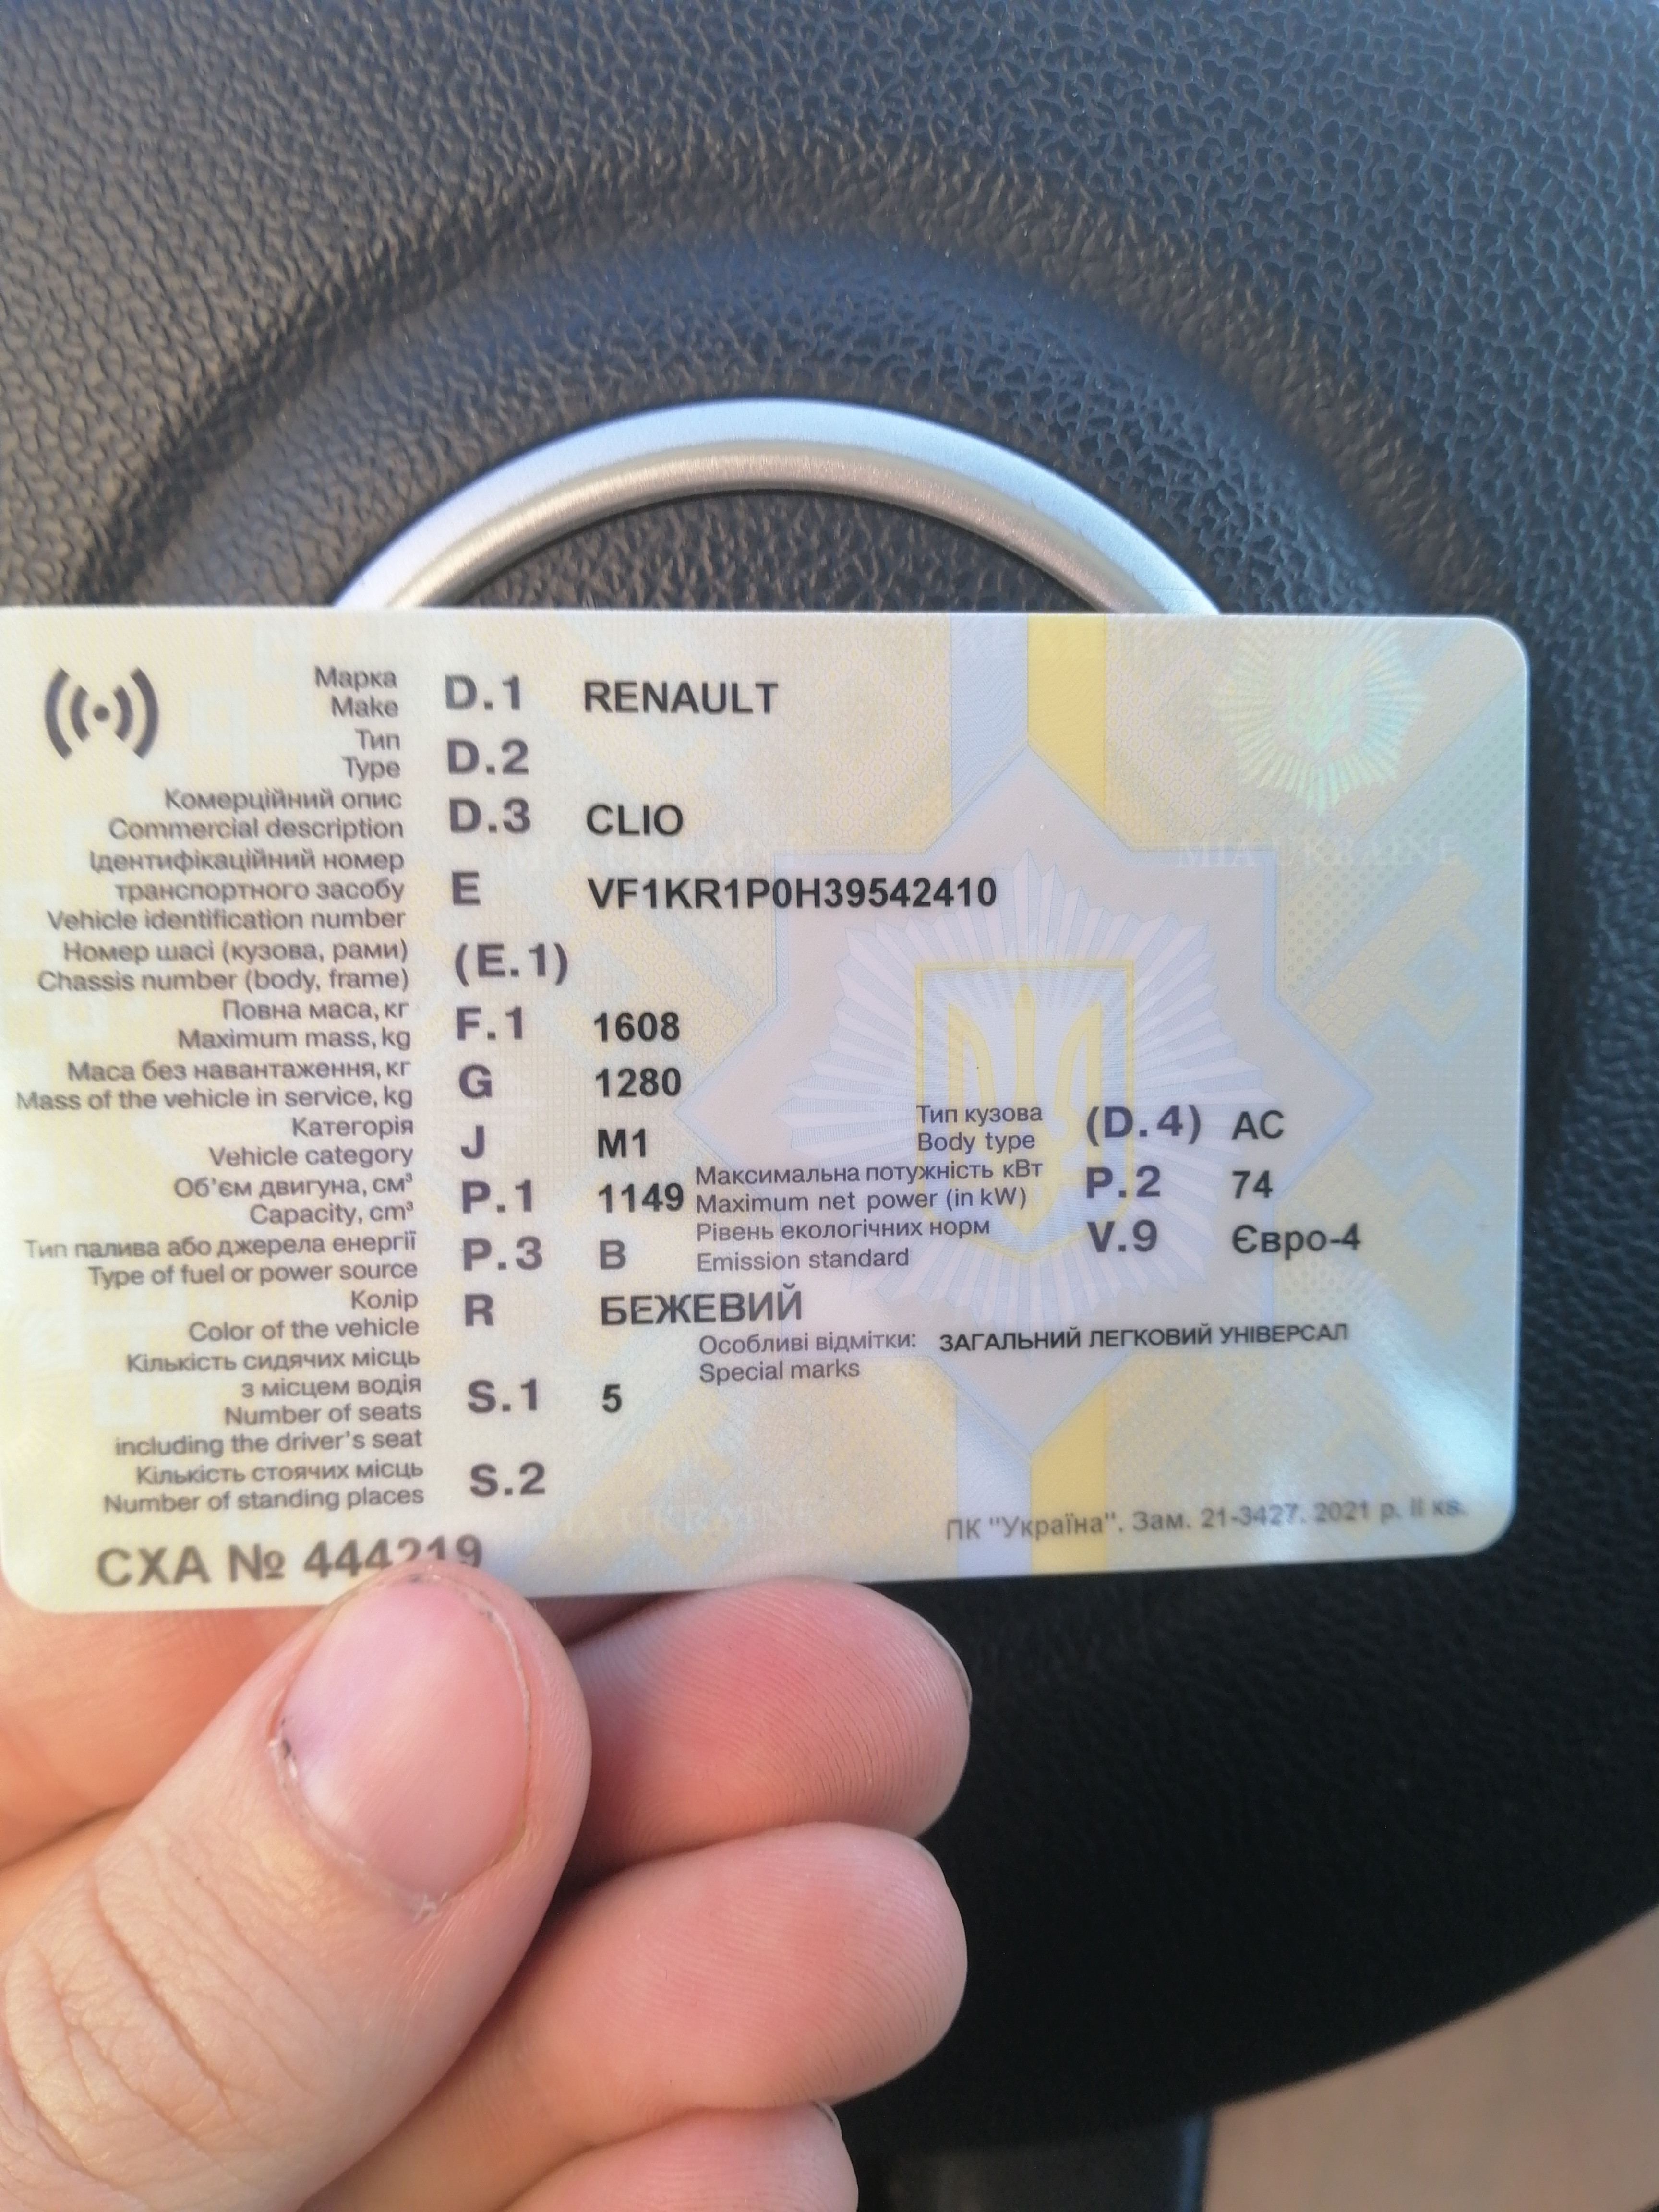 Марка
Make
D.1 RENAULT
Тип
Type
D.2
Комерційний опис
Commercial description
D.3 CLIO
Ідентифікаційний номер
транспортного засобу
Vehicle identification number
E VF1KR1P0H39542410
Номер шасі (кузова, рами)
Chassis number (body, frame)
(E.1)
Повна маса, кг
Maximum mass, kg
F.1 1608
Маса без навантаження, кг
Mass of the vehicle in service, kg
G 1280
Категорія
Vehicle category
J M1
Тип кузова
Body type
(D.4) AC
Об'єм двигуна, см³
Capacity, cm³
P.1 1149
Максимальна потужність кВт
Maximum net power (in kW)
P.2 74
Тип палива або джерела енергії
Type of fuel or power source
P.3 B
Рівень екологічних норм
Emission standard
V.9 Євро-4
Колір
Color of the vehicle
R БЕЖЕВИЙ
Особливі відмітки: ЗАГАЛЬНИЙ ЛЕГКОВИЙ УНІВЕРСАЛ
Special marks
Кількість сидячих місць
з місцем водія
Number of seats
including the driver's seat
S.1 5
Кількість стоячих місць
Number of standing places
S.2
ПК "Україна". Зам. 21-3427. 2021 р. II кв.
СХА № 444219
MIA UKRAINE